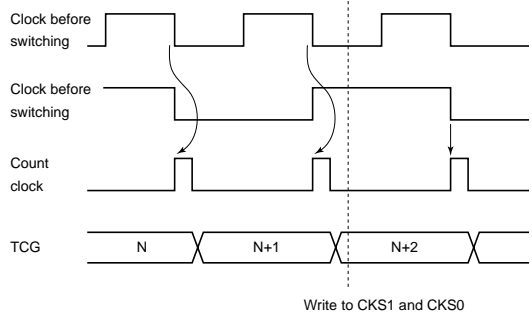 Clock before
switching
Clock before
switching
Count
clock
TCG
N
N+1
N+2
Write to CKS1 and CKS0